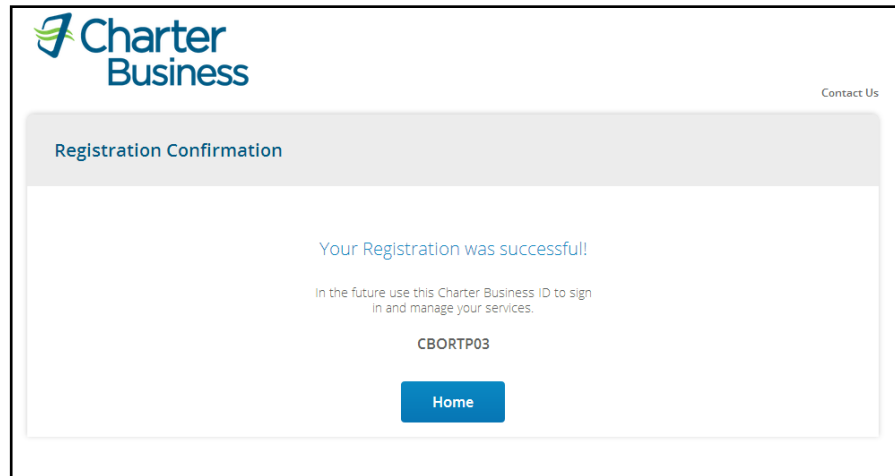 Charter
Business
Contact Us
Registration Confirmation
Your Registration was successful!
In the future use this Charter Business ID to sign
in and manage your services.
CBORTP03
Home